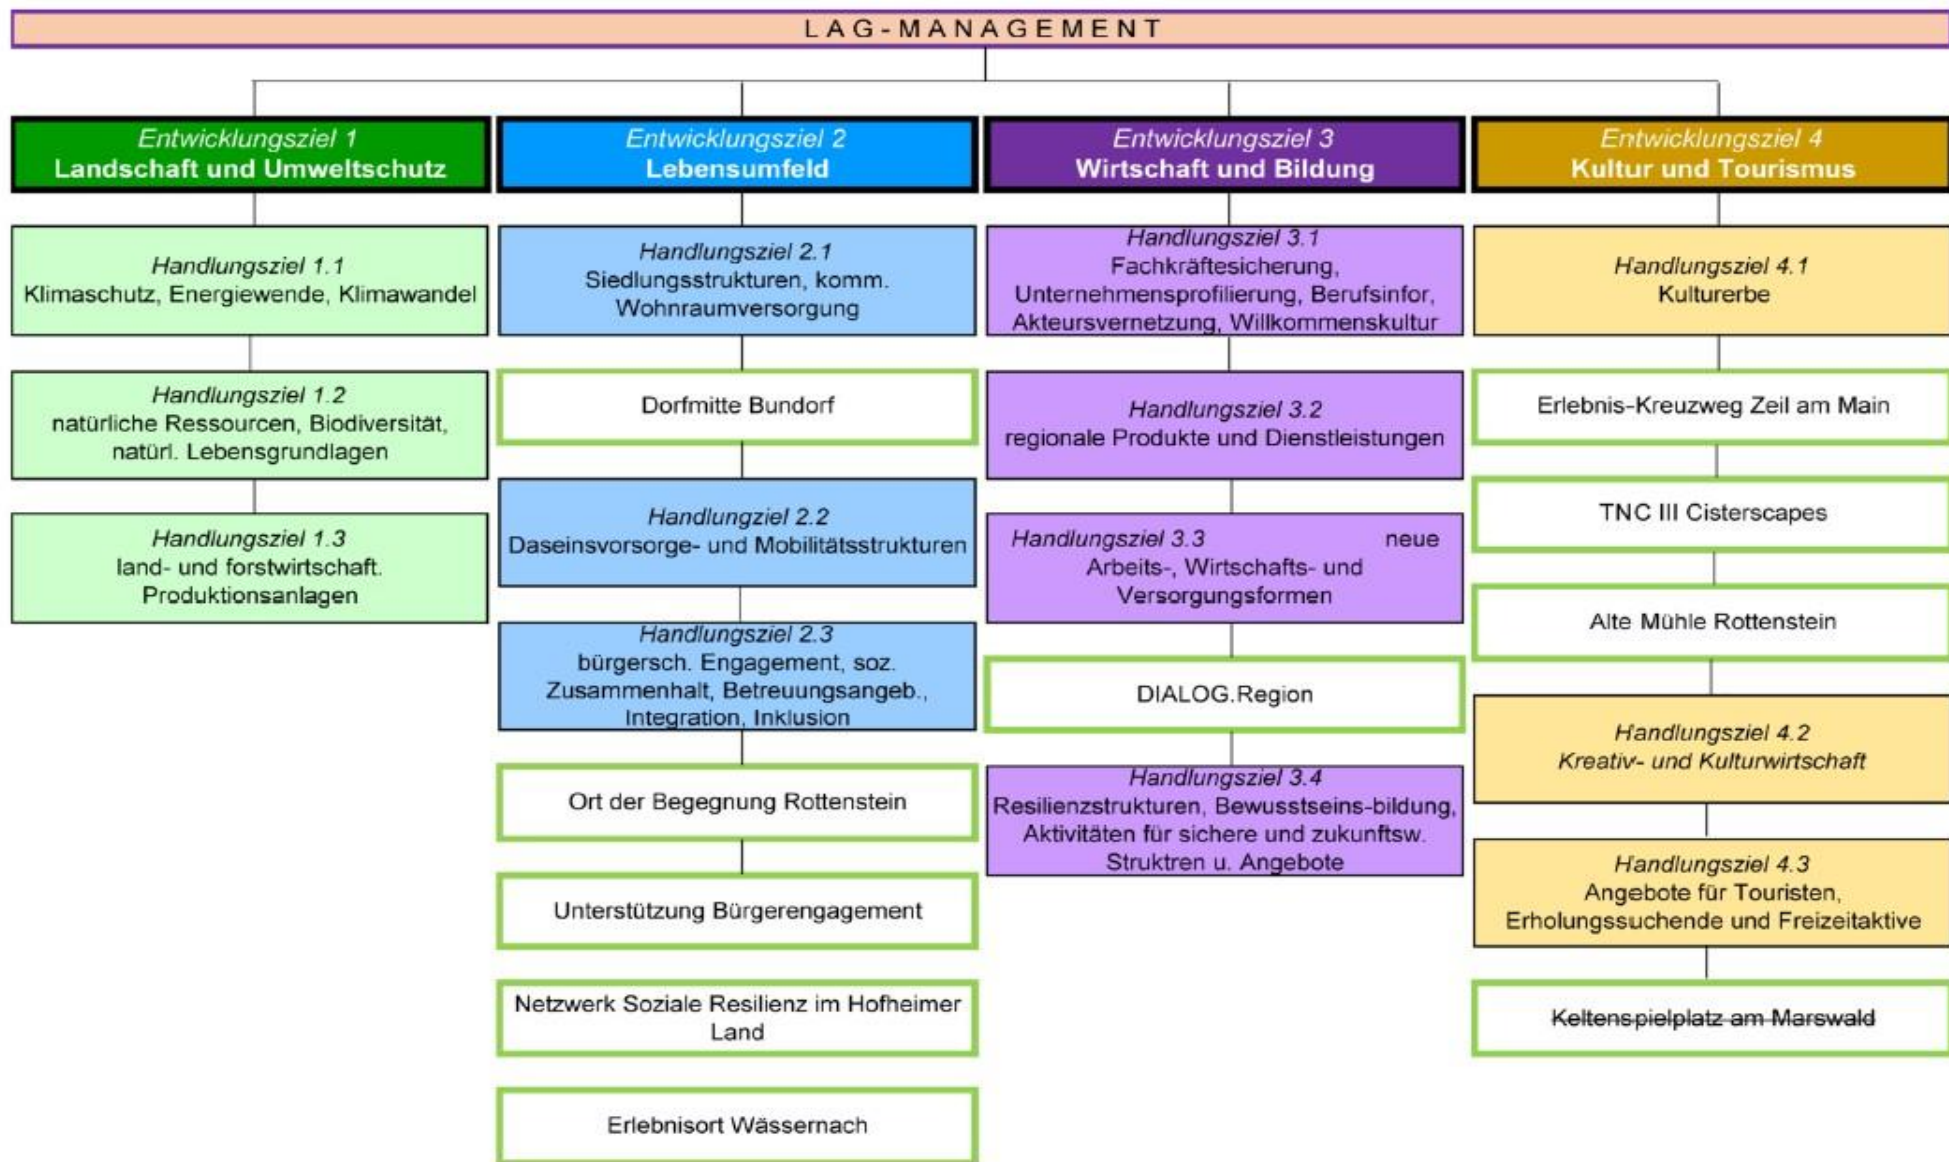 LAG-MANAGEMENT
Entwicklungsziel 1
Landschaft und Umweltschutz
Handlungsziel 1.1
Klimaschutz, Energiewende, Klimawandel
Handlungsziel 1.2
natürliche Ressourcen, Biodiversität,
natürl. Lebensgrundlagen
Handlungsziel 1.3
land- und forstwirtschaft.
Produktionsanlagen
Entwicklungsziel 2
Lebensumfeld
Handlungsziel 2.1
Siedlungsstrukturen, komm.
Wohnraumversorgung
Dorfmitte Bundorf
Handlungziel 2.2
Daseinsvorsorge- und Mobilitätsstrukturen
Handlungsziel 2.3
bürgersch. Engagement, soz.
Zusammenhalt, Betreuungsangeb.,
Integration, Inklusion
Ort der Begegnung Rottenstein
Unterstützung Bürgerengagement
Netzwerk Soziale Resilienz im Hofheimer
Land
Erlebnisort Wässernach
Entwicklungsziel 3
Wirtschaft und Bildung
Handlungsziel 3.1
Fachkräftesicherung,
Unternehmensprofilierung, Berufsinfor,
Akteursvernetzung, Willkommenskultur
Handlungsziel 3.2
regionale Produkte und Dienstleistungen
Handlungsziel 3.3 neue
Arbeits-, Wirtschafts- und
Versorgungsformen
DIALOG.Region
Handlungsziel 3.4
Resilienzstrukturen, Bewusstseins-bildung,
Aktivitäten für sichere und zukunftsw.
Struktren u. Angebote
Entwicklungsziel 4
Kultur und Tourismus
Handlungsziel 4.1
Kulturerbe
Erlebnis-Kreuzweg Zeil am Main
TNC III Cisterscapes
Alte Mühle Rottenstein
Handlungsziel 4.2
Kreativ- und Kulturwirtschaft
Handlungsziel 4.3
Angebote für Touristen,
Erholungssuchende und Freizeitaktive
Keltenspielplatz am Marswald